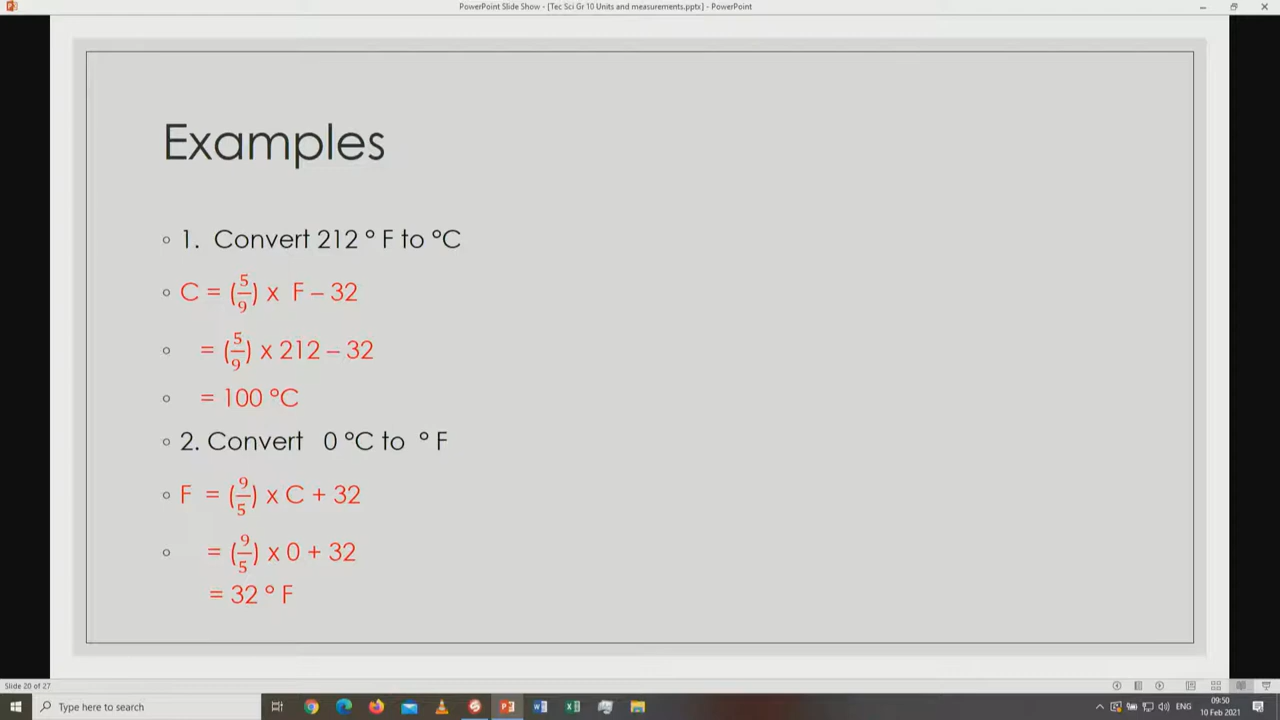 PowerPoint Slide Show - [Tec Sci Gr 10 Units and measurements.pptx] - PowerPoint
Examples
1. Convert 212 ° F to °C
C = (5/9) x F – 32
= (5/9) x 212 – 32
= 100 °C
2. Convert 0 °C to ° F
F = (9/5) x C + 32
= (9/5) x 0 + 32
= 32 ° F
Slide 20 of 27
Type here to search
ENG
09:50
10 Feb 2021